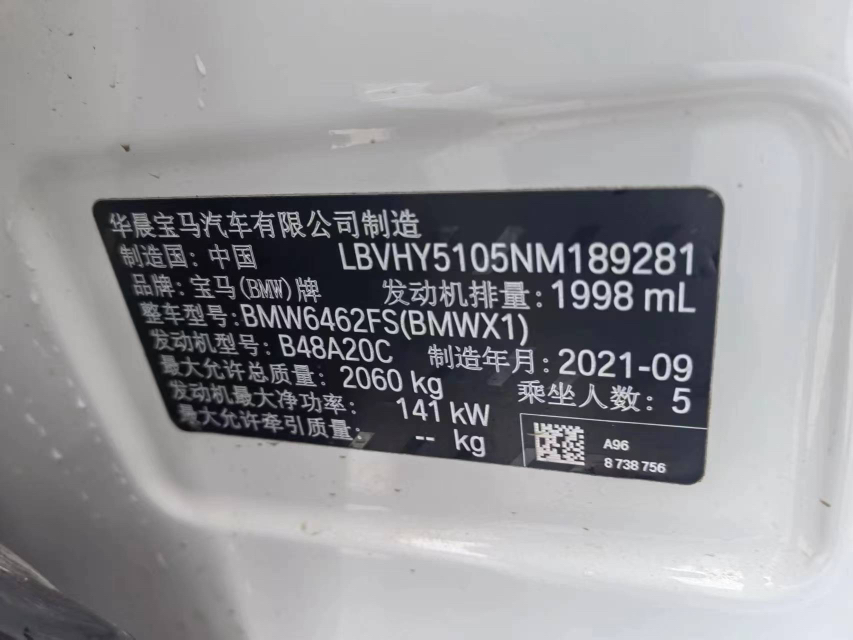 华晨宝马汽车有限公司制造
制造国: 中国 LBVHY5105NM189281
品牌: 宝马(BMW)牌 发动机排量: 1998 mL
整车型号: BMW6462FS(BMWX1)
发动机型号: B48A20C 制造年月: 2021-09
最大允许总质量: 2060 kg 乘坐人数: 5
发动机最大净功率: 141 kW
最大允许牵引质量: -- kg
A96
8 738 756